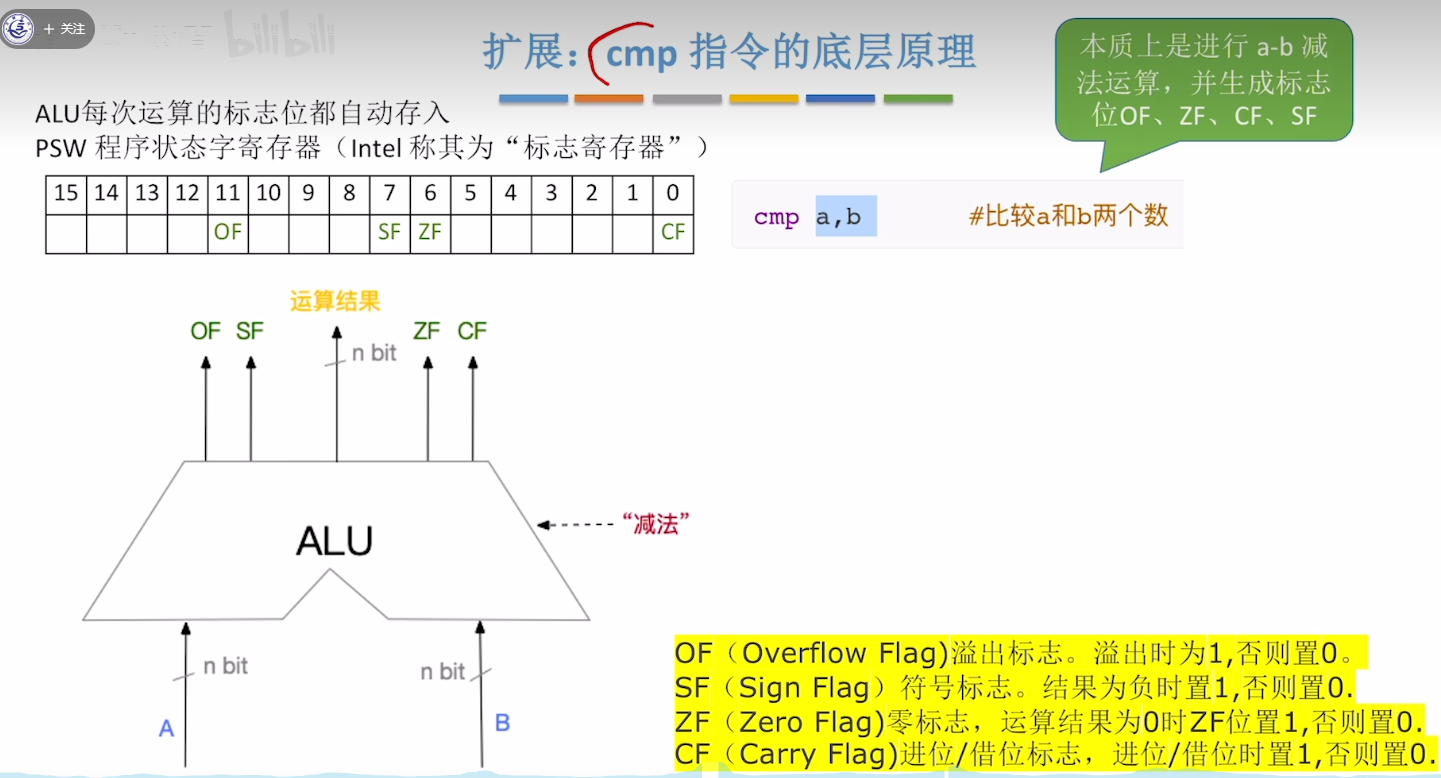 + 关注
bilibili
扩展：cmp 指令的底层原理
本质上是进行 a-b 减
法运算，并生成标志
位OF、ZF、CF、SF
ALU每次运算的标志位都自动存入
PSW 程序状态字寄存器（Intel 称其为“标志寄存器”）
15 14 13 12 11 10 9 8 7 6 5 4 3 2 1 0
OF SF ZF CF
cmp a,b #比较a和b两个数
运算结果
OF SF ZF CF
n bit
ALU
“减法”
n bit n bit
A B
OF（Overflow Flag)溢出标志。溢出时为1,否则置0。
SF（Sign Flag）符号标志。结果为负时置1,否则置0.
ZF（Zero Flag)零标志，运算结果为0时ZF位置1,否则置0.
CF（Carry Flag)进位/借位标志，进位/借位时置1,否则置0.